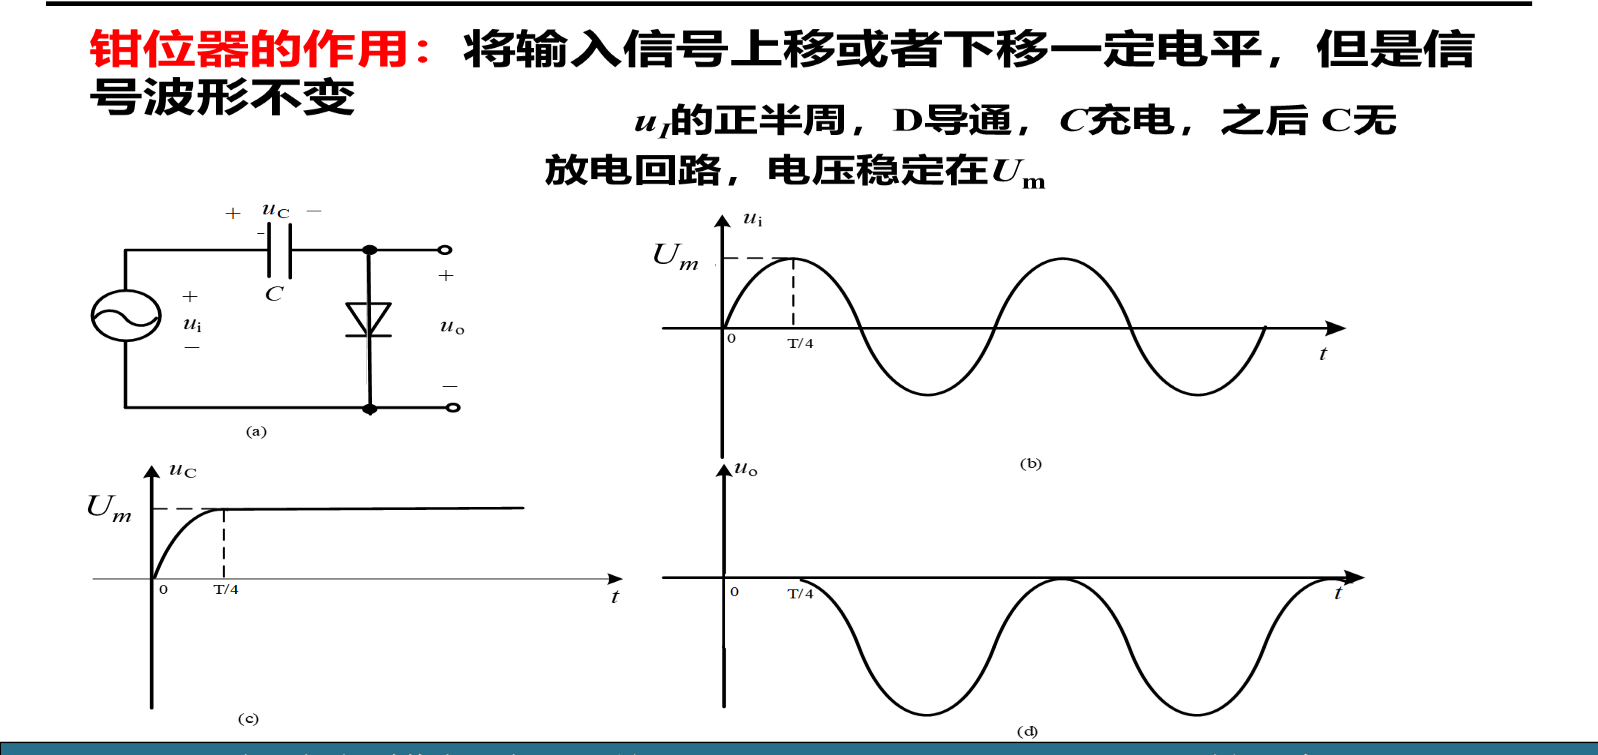 钳位器的作用：将输入信号上移或者下移一定电平，但是信
号波形不变
uI的正半周，D导通，C充电，之后 C无
放电回路，电压稳定在Um
+ uC −
-
C
+
ui
−
+
uo
−
(a)
ui
Um
0
T/4
t
(b)
uC
Um
0
T/4
t
(c)
uo
0
T/4
t
(d)